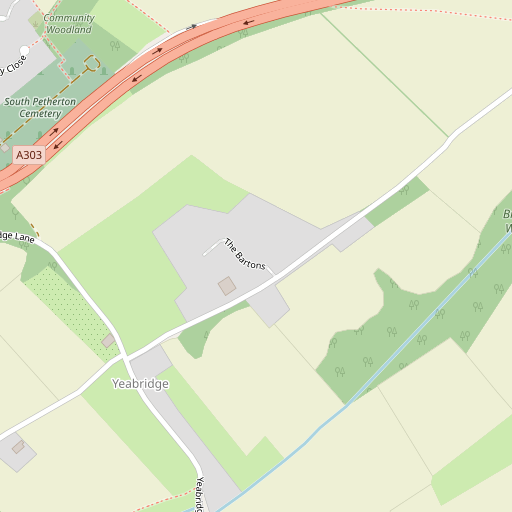 Community
Woodland
Close
South Petherton
Cemetery
A303
Lane
The Bartons
Yeabridge